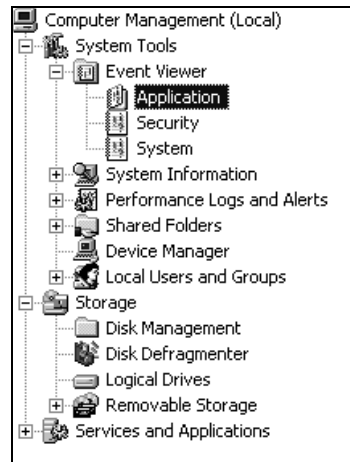 Computer Management (Local)
System Tools
Event Viewer
Application
Security
System
System Information
Performance Logs and Alerts
Shared Folders
Device Manager
Local Users and Groups
Storage
Disk Management
Disk Defragmenter
Logical Drives
Removable Storage
Services and Applications